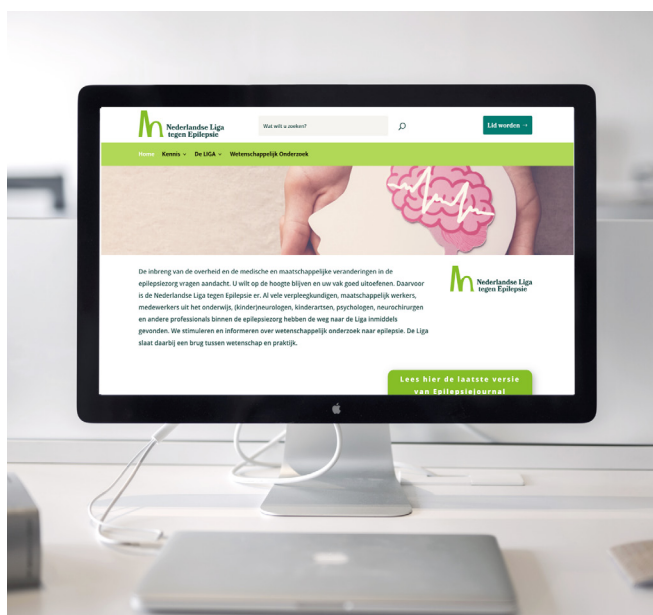 Nederlandse Liga
tegen Epilepsie
Wat wilt u zoeken?
Lid worden →
Home Kennis De LIGA Wetenschappelijk Onderzoek
De inbreng van de overheid en de medische en maatschappelijke veranderingen in de
epilepsiezorg vragen aandacht. U wilt op de hoogte blijven en uw vak goed uitoefenen. Daarvoor
is de Nederlandse Liga tegen Epilepsie er. Al vele verpleegkundigen, maatschappelijk werkers,
medewerkers uit het onderwijs, (kinder)neurologen, kinderartsen, psychologen, neurochirurgen
en andere professionals binnen de epilepsiezorg hebben de weg naar de Liga inmiddels
gevonden. We stimuleren en informeren over wetenschappelijk onderzoek naar epilepsie. De Liga
slaat daarbij een brug tussen wetenschap en praktijk.
Nederlandse Liga
tegen Epilepsie
Lees hier de laatste versie
van Epilepsiejournal